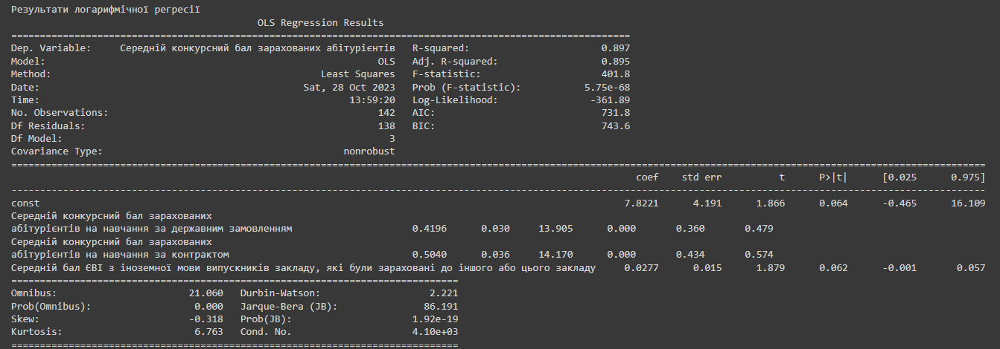 Результати логарифмічної регресії
OLS Regression Results
==========================================================================================================
Dep. Variable:     Середній конкурсний бал зарахованих абітурієнтів   R-squared:                       0.897
Model:                                                          OLS   Adj. R-squared:                  0.895
Method:                                               Least Squares   F-statistic:                     401.8
Date:                                              Sat, 28 Oct 2023   Prob (F-statistic):           5.75e-68
Time:                                                      13:59:20   Log-Likelihood:                -361.89
No. Observations:                                               142   AIC:                             731.8
Df Residuals:                                                   138   BIC:                             743.6
Df Model:                                                         3
Covariance Type:                                          nonrobust
==========================================================================================================
coef    std err          t      P>|t|      [0.025      0.975]
----------------------------------------------------------------------------------------------------------
const      7.8221      4.191      1.866      0.064      -0.465      16.109
Середній конкурсний бал зарахованих
абітурієнтів на навчання за державним замовленням      0.4196      0.030     13.905      0.000       0.360       0.479
Середній конкурсний бал зарахованих
абітурієнтів на навчання за контрактом      0.5040      0.036     14.170      0.000       0.434       0.574
Середній бал ЄВІ з іноземної мови випускників закладу, які були зараховані до іншого або цього закладу     0.0277      0.015      1.879      0.062      -0.001       0.057
==============================================================================
Omnibus:                       21.060   Durbin-Watson:                   2.221
Prob(Omnibus):                  0.000   Jarque-Bera (JB):               86.191
Skew:                          -0.318   Prob(JB):                     1.92e-19
Kurtosis:                       6.763   Cond. No.                     4.10e+03
==============================================================================